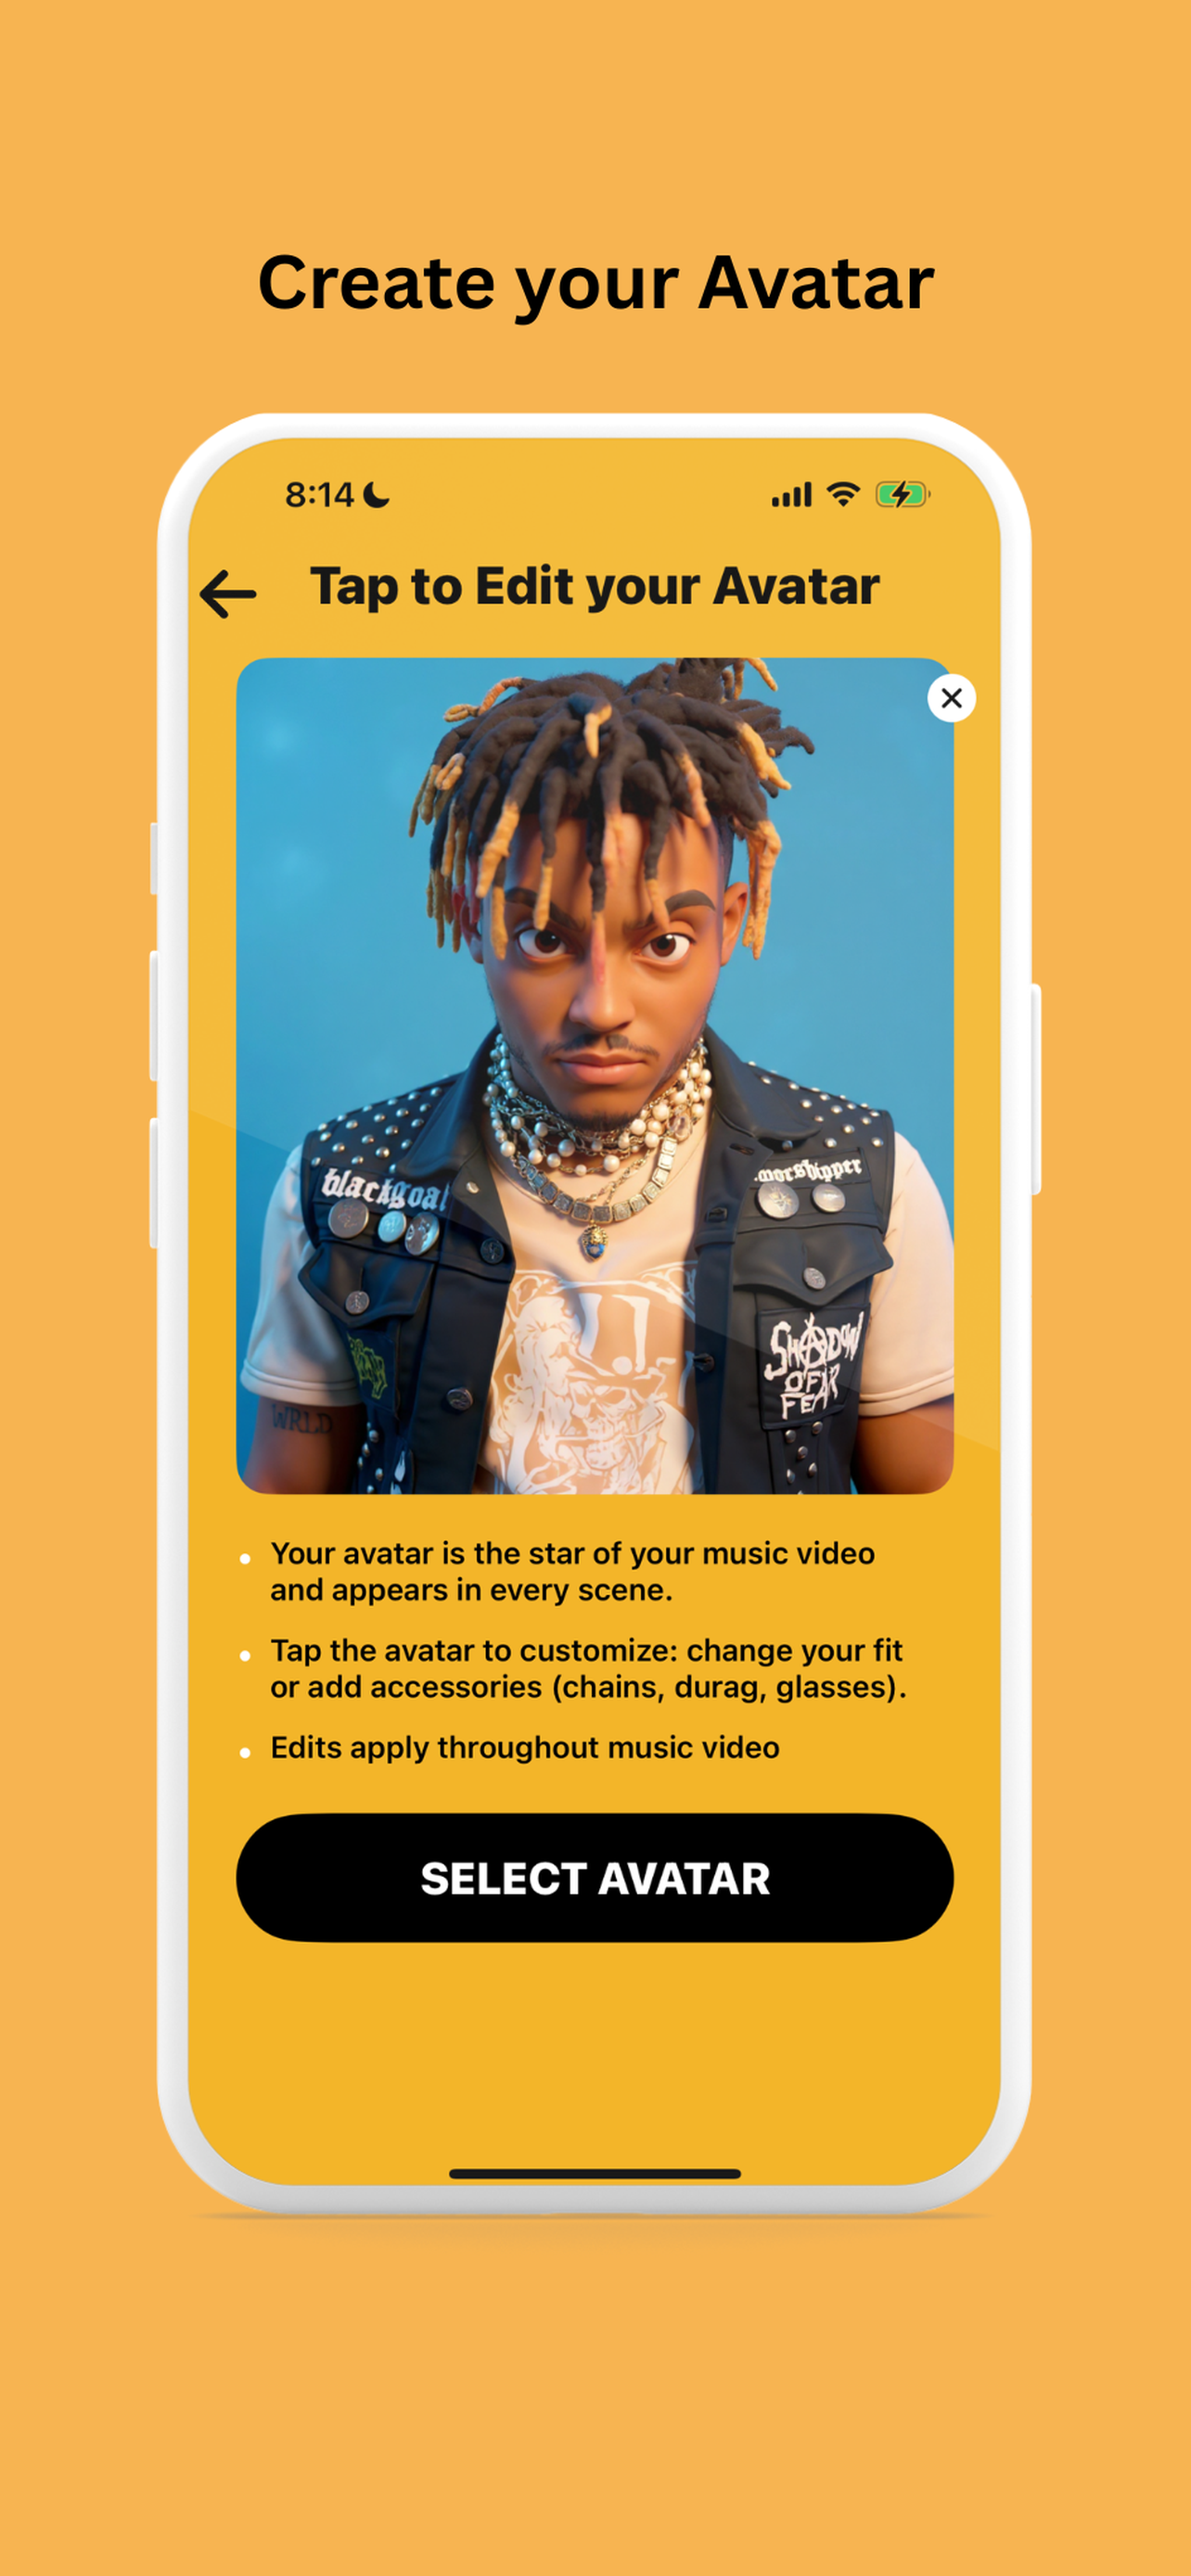 Create your Avatar
8:14
Tap to Edit your Avatar
blackgoat
worshipper
SHADOW
OF
FEAR
WRLD
Your avatar is the star of your music video
and appears in every scene.
Tap the avatar to customize: change your fit
or add accessories (chains, durag, glasses).
Edits apply throughout music video
SELECT AVATAR